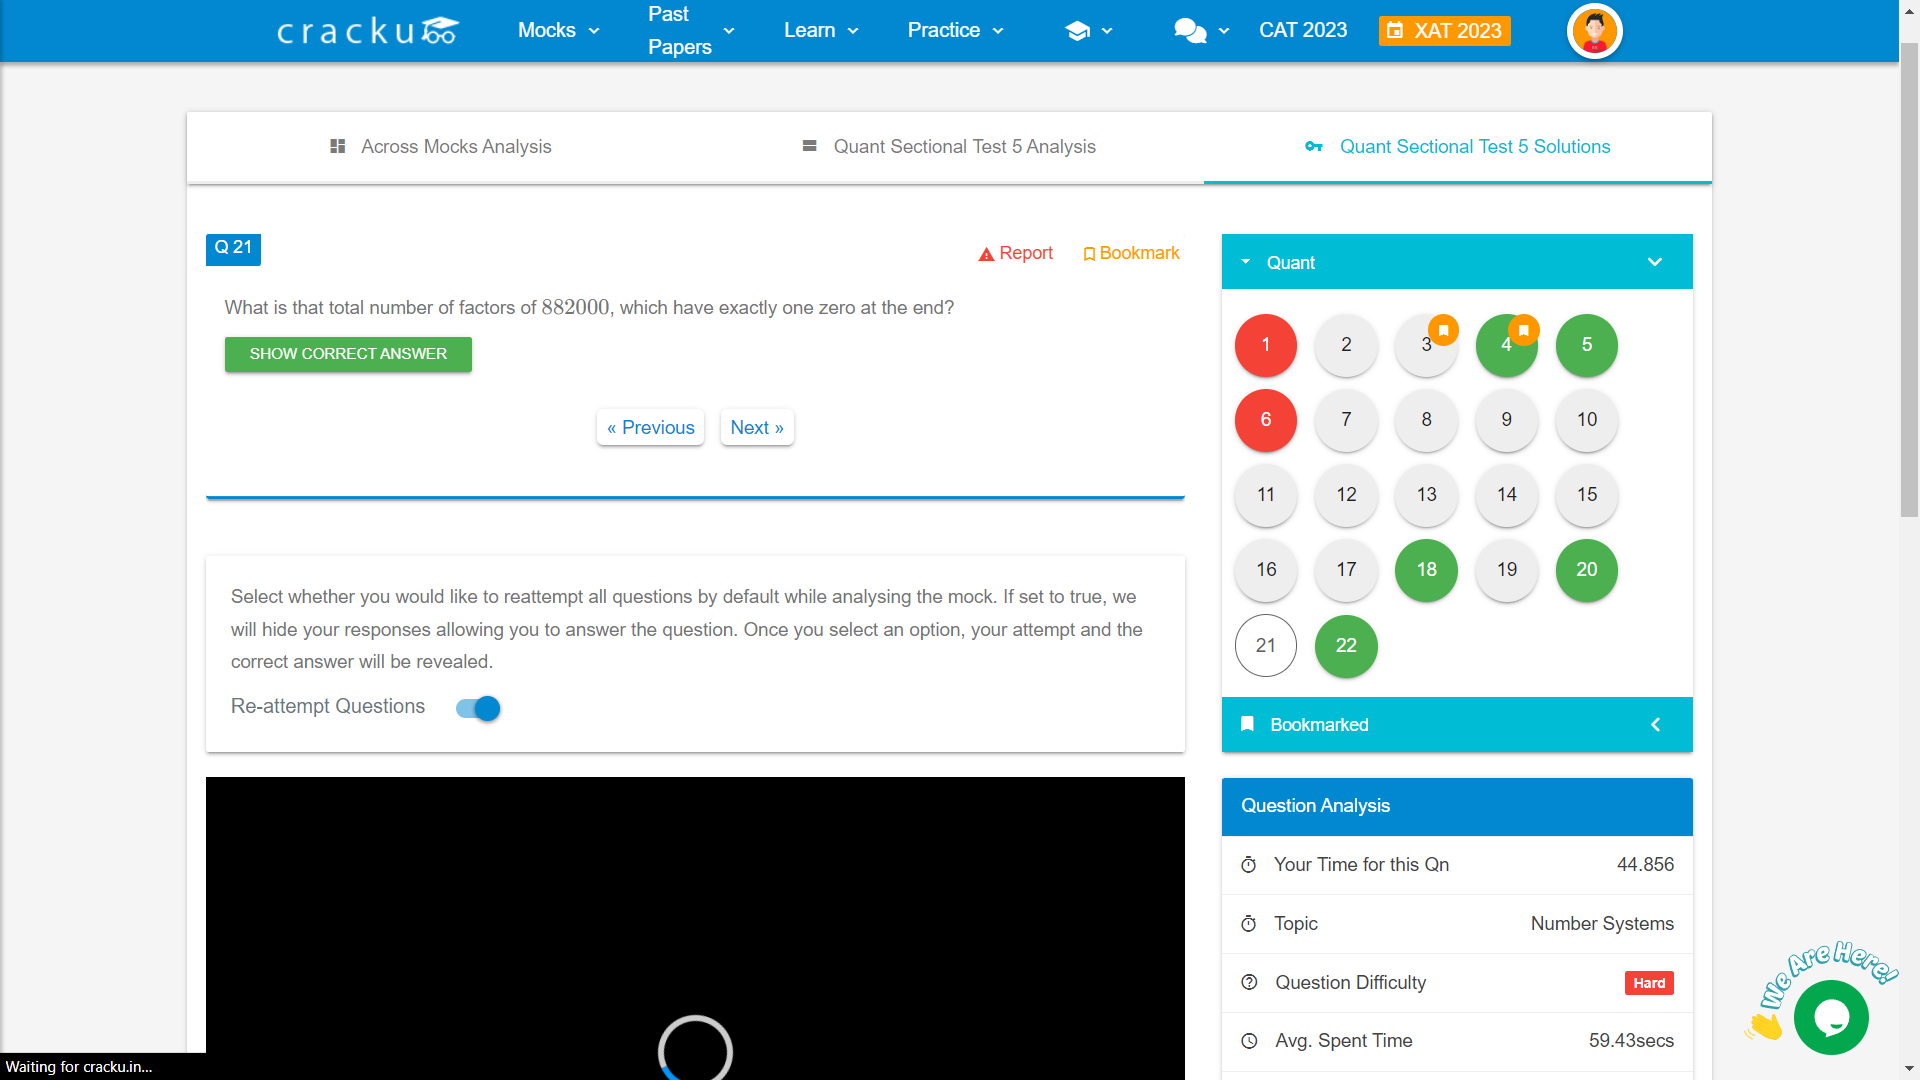 cracku
Mocks
Past Papers
Learn
Practice
CAT 2023
XAT 2023
Across Mocks Analysis
Quant Sectional Test 5 Analysis
Quant Sectional Test 5 Solutions
Q 21
Report
Bookmark
What is that total number of factors of 882000, which have exactly one zero at the end?
SHOW CORRECT ANSWER
« Previous
Next »
Select whether you would like to reattempt all questions by default while analysing the mock. If set to true, we
will hide your responses allowing you to answer the question. Once you select an option, your attempt and the
correct answer will be revealed.
Re-attempt Questions
Quant
1 2 3 4 5
6 7 8 9 10
11 12 13 14 15
16 17 18 19 20
21 22
Bookmarked
Question Analysis
Your Time for this Qn 44.856
Topic Number Systems
Question Difficulty Hard
Avg. Spent Time 59.43secs
We Are Here!
Waiting for cracku.in...